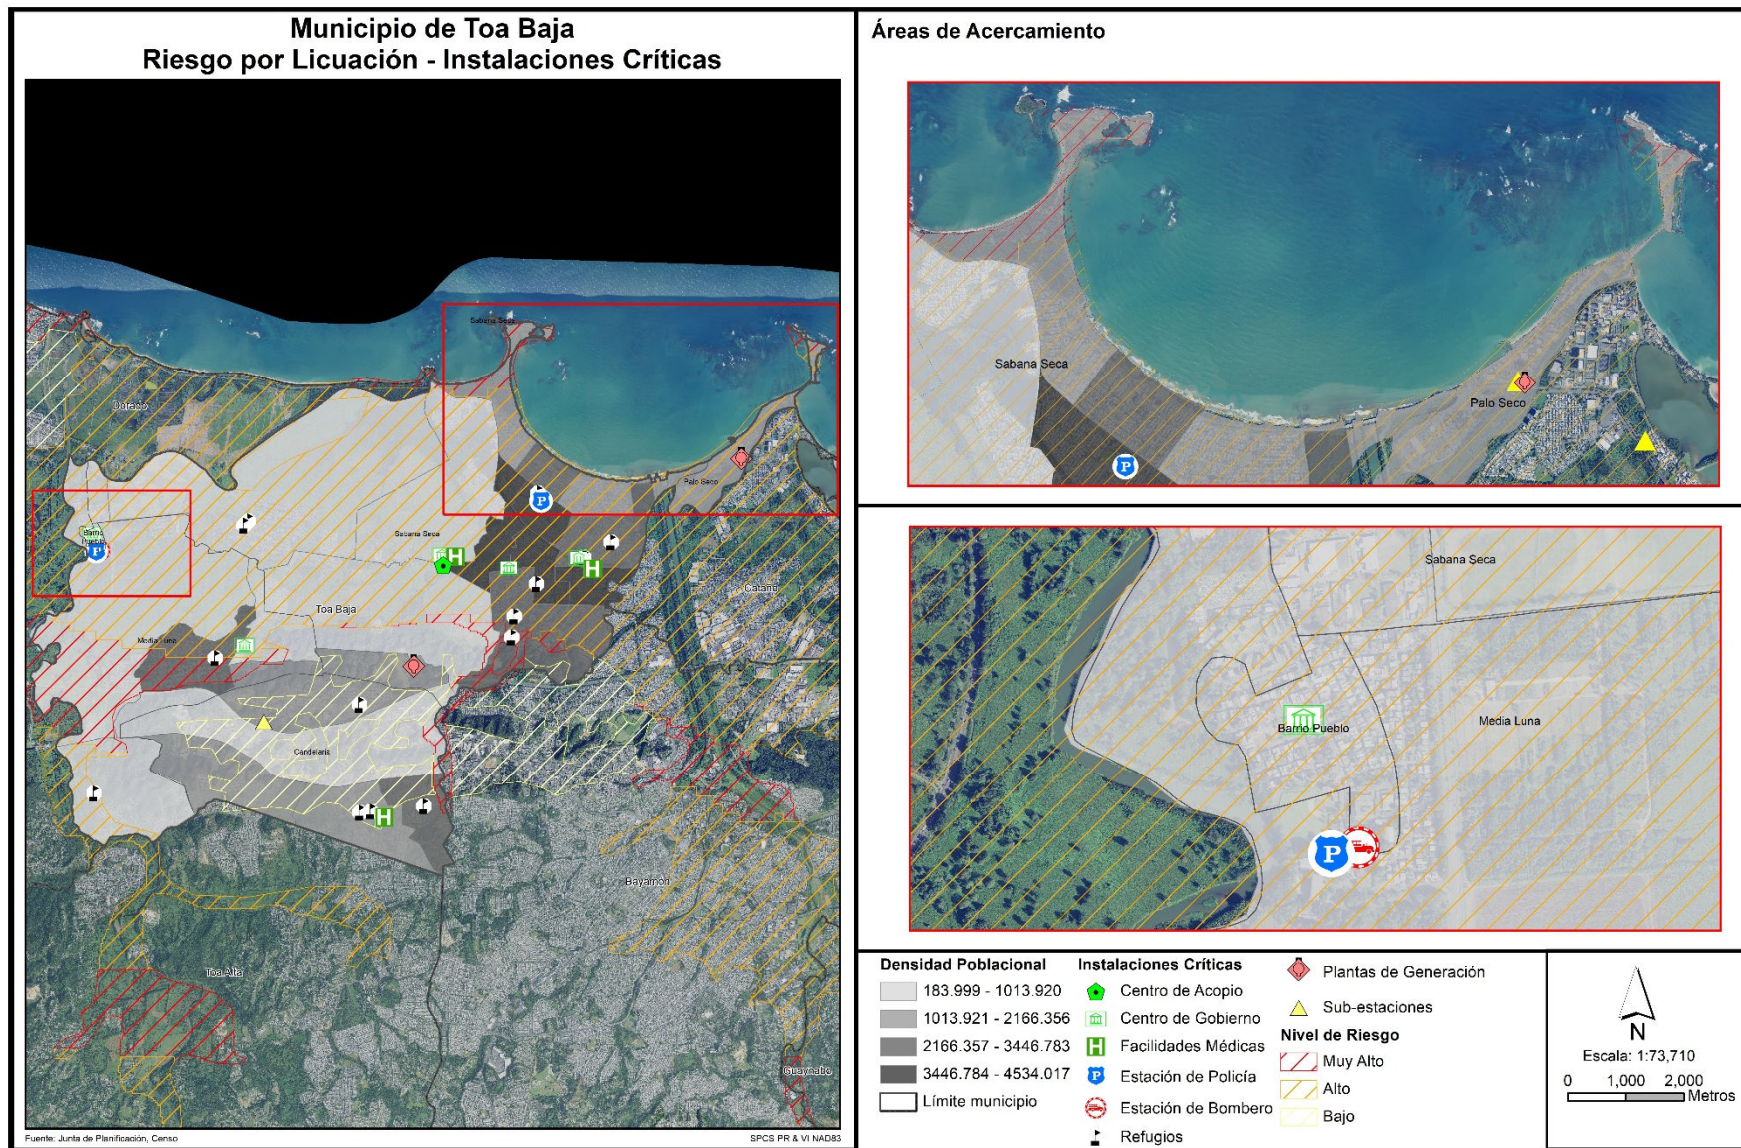 Municipio de Toa Baja
Riesgo por Licuación - Instalaciones Críticas
Sabana Seca
Dorado
Palo Seco
Barrio
Pueblo
P
P
Sabana Seca
H
H
Cataño
Toa Baja
Media Luna
Candelaria
H
Bayamón
Toa Alta
Guaynabo
Fuente: Junta de Planificación, Censo
SPCS PR & VI NAD83
Áreas de Acercamiento
Sabana Seca
Palo Seco
P
Sabana Seca
Media Luna
Barrio Pueblo
P
Densidad Poblacional
183.999 - 1013.920
1013.921 - 2166.356
2166.357 - 3446.783
3446.784 - 4534.017
Límite municipio
Instalaciones Críticas
Centro de Acopio
Centro de Gobierno
H Facilidades Médicas
P Estación de Policía
Estación de Bombero
Refugios
Plantas de Generación
Sub-estaciones
Nivel de Riesgo
Muy Alto
Alto
Bajo
N
Escala: 1:73,710
0 1,000 2,000
Metros